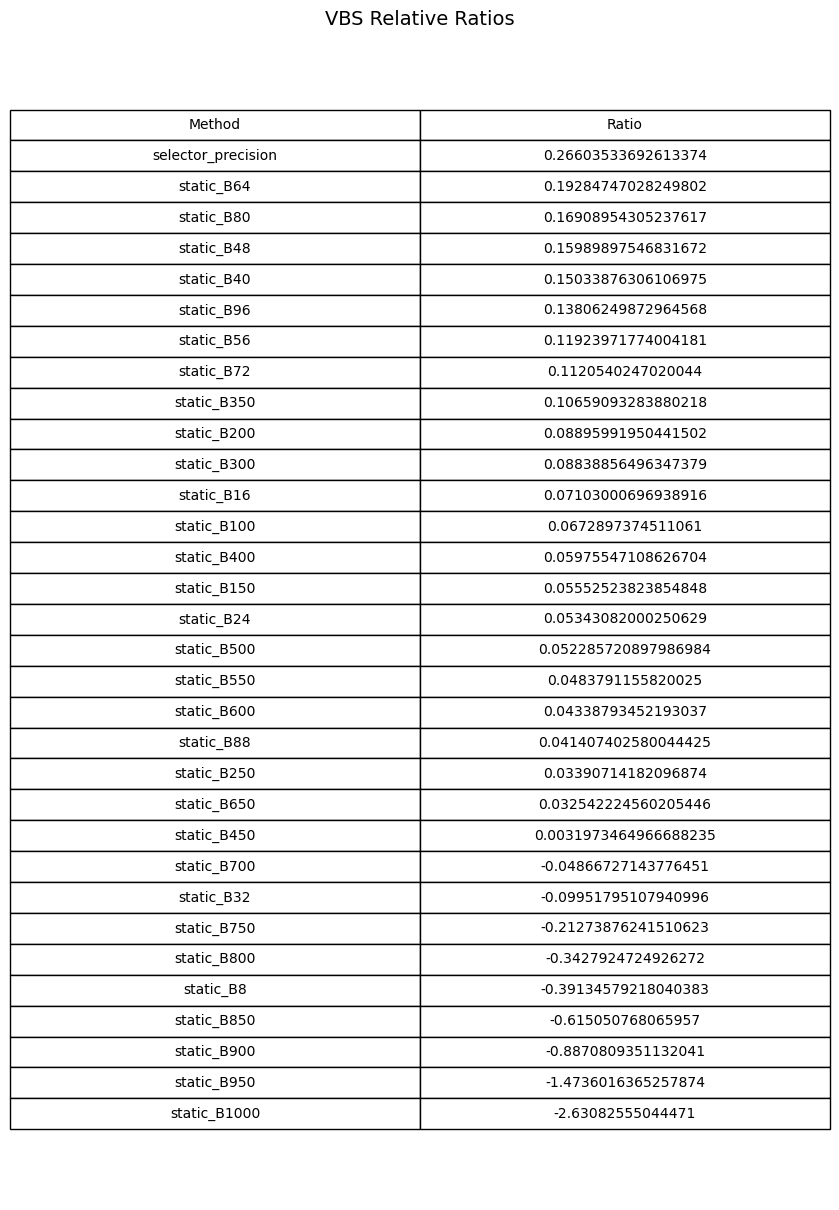 VBS Relative Ratios
Method Ratio
selector_precision 0.26603533692613374
static_B64 0.19284747028249802
static_B80 0.16908954305237617
static_B48 0.15989897546831672
static_B40 0.15033876306106975
static_B96 0.13806249872964568
static_B56 0.11923971774004181
static_B72 0.1120540247020044
static_B350 0.10659093283880218
static_B200 0.08895991950441502
static_B300 0.08838856496347379
static_B16 0.07103000696938916
static_B100 0.0672897374511061
static_B400 0.05975547108626704
static_B150 0.05552523823854848
static_B24 0.05343082000250629
static_B500 0.052285720897986984
static_B550 0.0483791155820025
static_B600 0.04338793452193037
static_B88 0.041407402580044425
static_B250 0.03390714182096874
static_B650 0.032542224560205446
static_B450 0.0031973464966688235
static_B700 -0.04866727143776451
static_B32 -0.09951795107940996
static_B750 -0.21273876241510623
static_B800 -0.3427924724926272
static_B8 -0.39134579218040383
static_B850 -0.615050768065957
static_B900 -0.8870809351132041
static_B950 -1.4736016365257874
static_B1000 -2.63082555044471